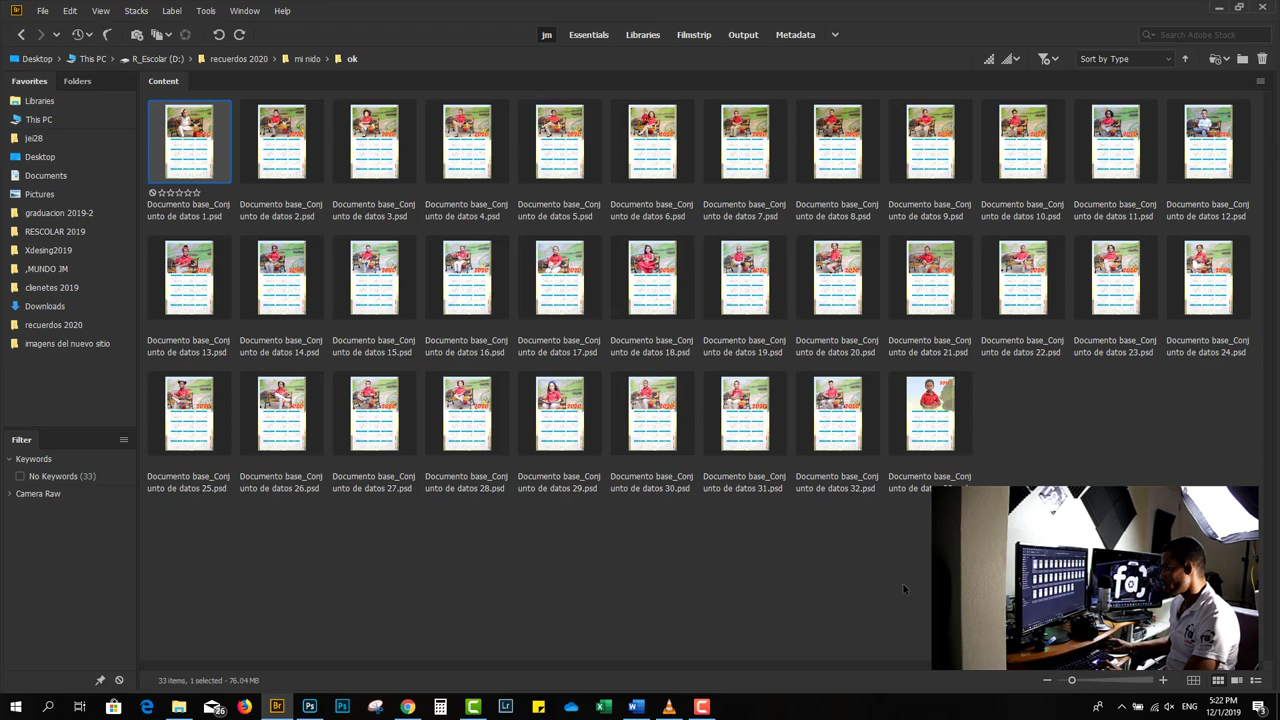 Br File Edit View Stacks Label Tools Window Help
jm Essentials Libraries Filmstrip Output Metadata Search Adobe Stock
Desktop This PC R_Escolar (D:) recuerdos 2020 mi nido ok Sort by Type
Favorites Folders Content
Libraries
This PC
jei28
Desktop
Documents
Pictures
graduacion 2019-2
RESCOLAR 2019
Xdesing2019
,MUNDO JM
clienetes 2019
Downloads
recuerdos 2020
imagens del nuevo sitio
Filter
Keywords
No Keywords (33)
Camera Raw
Documento base_Conj Documento base_Conj Documento base_Conj Documento base_Conj Documento base_Conj Documento base_Conj Documento base_Conj Documento base_Conj Documento base_Conj Documento base_Conj Documento base_Conj Documento base_Conj
unto de datos 1.psd unto de datos 2.psd unto de datos 3.psd unto de datos 4.psd unto de datos 5.psd unto de datos 6.psd unto de datos 7.psd unto de datos 8.psd unto de datos 9.psd unto de datos 10.psd unto de datos 11.psd unto de datos 12.psd
Documento base_Conj Documento base_Conj Documento base_Conj Documento base_Conj Documento base_Conj Documento base_Conj Documento base_Conj Documento base_Conj Documento base_Conj Documento base_Conj Documento base_Conj Documento base_Conj
unto de datos 13.psd unto de datos 14.psd unto de datos 15.psd unto de datos 16.psd unto de datos 17.psd unto de datos 18.psd unto de datos 19.psd unto de datos 20.psd unto de datos 21.psd unto de datos 22.psd unto de datos 23.psd unto de datos 24.psd
Documento base_Conj Documento base_Conj Documento base_Conj Documento base_Conj Documento base_Conj Documento base_Conj Documento base_Conj Documento base_Conj Documento base_Conj
unto de datos 25.psd unto de datos 26.psd unto de datos 27.psd unto de datos 28.psd unto de datos 29.psd unto de datos 30.psd unto de datos 31.psd unto de datos 32.psd
33 items, 1 selected - 76.04 MB
26 Br Ps Ps Lr ENG 5:22 PM
12/1/2019 3